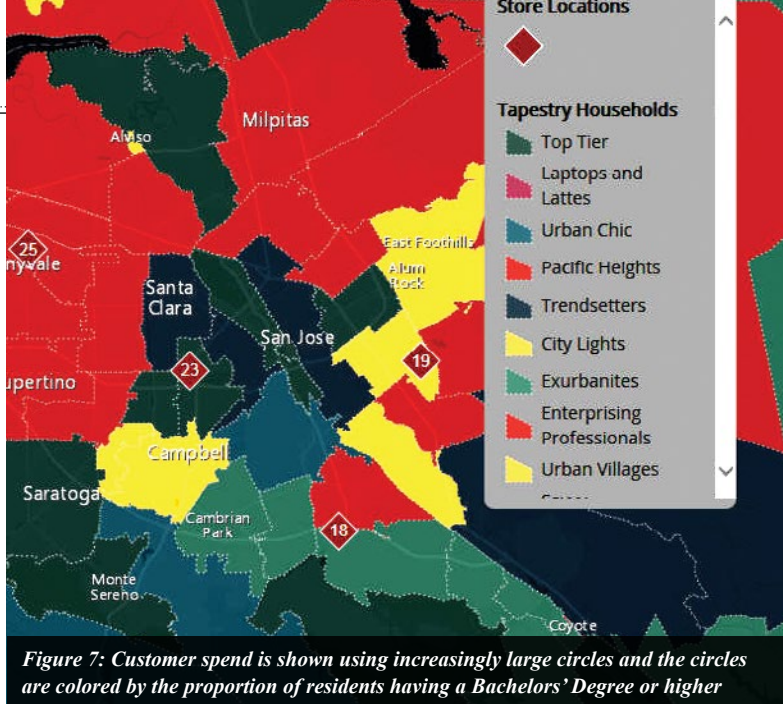 Store Locations
Tapestry Households
Top Tier
Laptops and
Lattes
Urban Chic
Pacific Heights
Trendsetters
City Lights
Exurbanites
Enterprising
Professionals
Urban Villages
Milpitas
Alviso
East Foothills
Alum
Rock
25
nyvale
Santa
Clara
San Jose
19
23
upertino
Campbell
Saratoga
Cambrian
Park
18
Monte
Sereno
Coyote
Figure 7: Customer spend is shown using increasingly large circles and the circles
are colored by the proportion of residents having a Bachelors’ Degree or higher